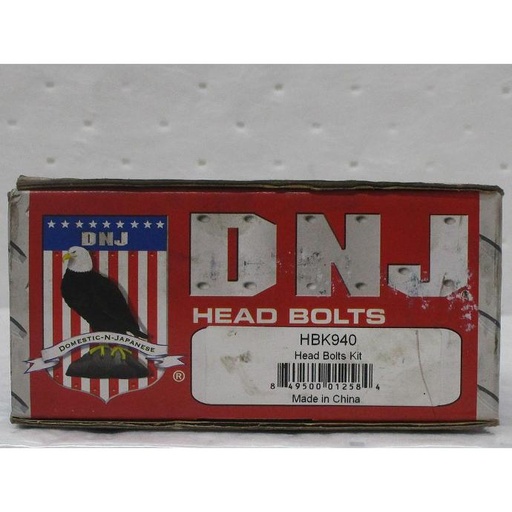 DNJ
DOMESTIC-N-JAPANESE
®
DNJ
HEAD BOLTS
HBK940
Head Bolts Kit
8 49500 01258 4
Made in China